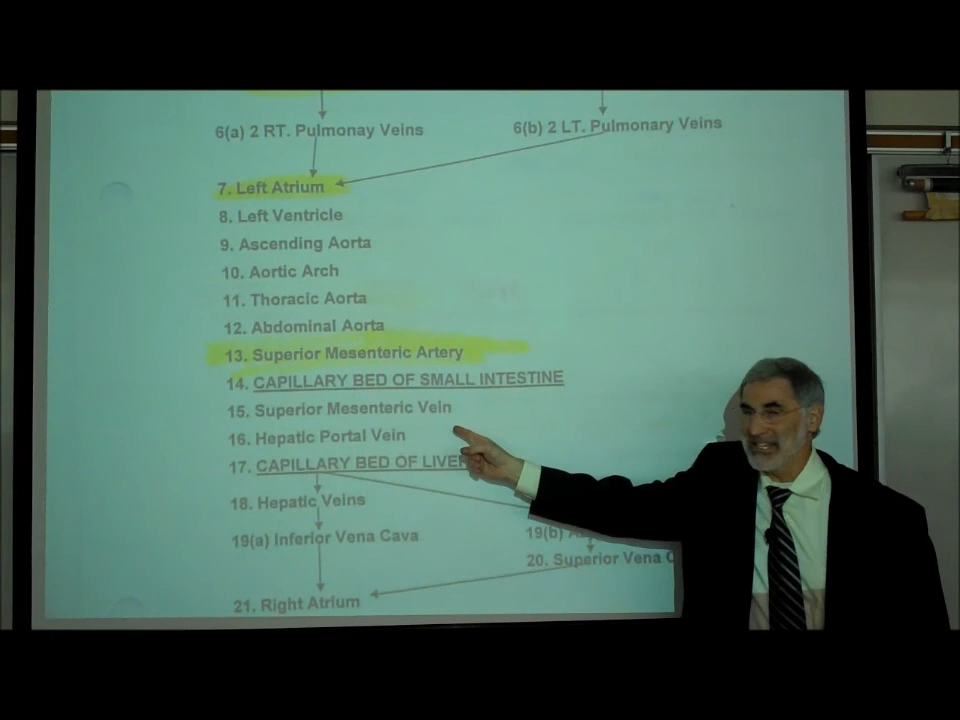 6(a) 2 RT. Pulmonay Veins
6(b) 2 LT. Pulmonary Veins
7. Left Atrium
8. Left Ventricle
9. Ascending Aorta
10. Aortic Arch
11. Thoracic Aorta
12. Abdominal Aorta
13. Superior Mesenteric Artery
14. CAPILLARY BED OF SMALL INTESTINE
15. Superior Mesenteric Vein
16. Hepatic Portal Vein
17. CAPILLARY BED OF LIVER
18. Hepatic Veins
19(a) Inferior Vena Cava
19(b)
20. Superior Vena C
21. Right Atrium